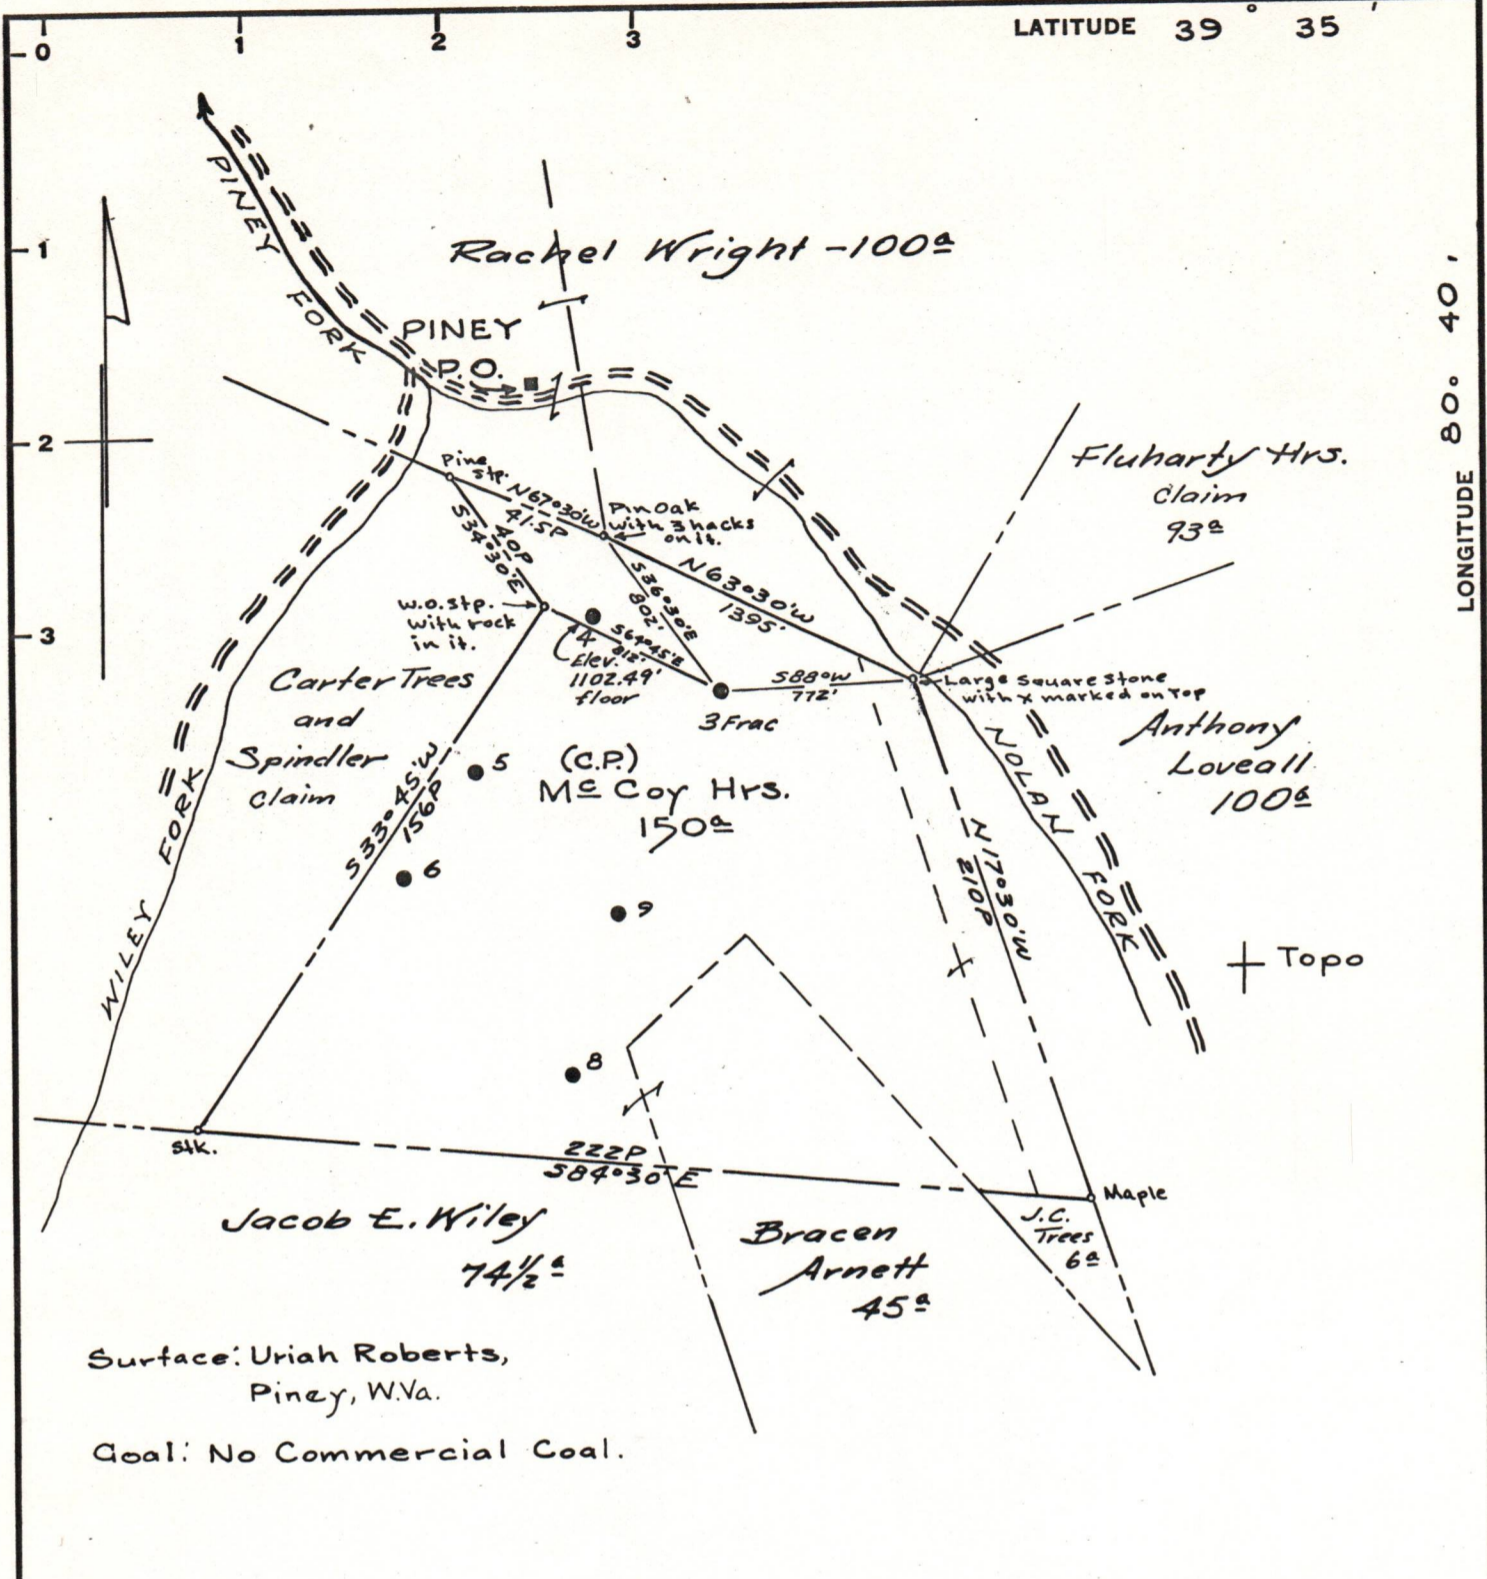 LATITUDE 39° 35'
0 1 2 3
1
2
3
LONGITUDE 80° 40'
PINEY FORK
Rachel Wright - 100a
PINEY
P.O.
Fluharty Hrs.
Claim
93a
Pine
stp.
N67°30'W
41.5P
Pin Oak
with 3 hacks
on it.
40P
S34°30'E
N63°30'W
1395'
S36°30'E
802'
w.o. stp.
with rock
in it.
4
Elev.
1102.49'
floor
S64°45'E
812'
S88°W
772'
Large Square Stone
with x marked on Top
3 Frac
Carter Trees
and
Spindler
Claim
Anthony
Loveall
100a
NOLAN FORK
5
(C.P.)
Mc Coy Hrs.
150a
S33°45'W
156P
WILEY FORK
6
9
N17°30'W
210P
Topo
8
Stk.
222P
S84°30'E
Maple
J.C.
Trees
6a
Jacob E. Wiley
74 1/2 a
Bracen
Arnett
45a
Surface: Uriah Roberts,
Piney, W.Va.
Coal: No Commercial Coal.